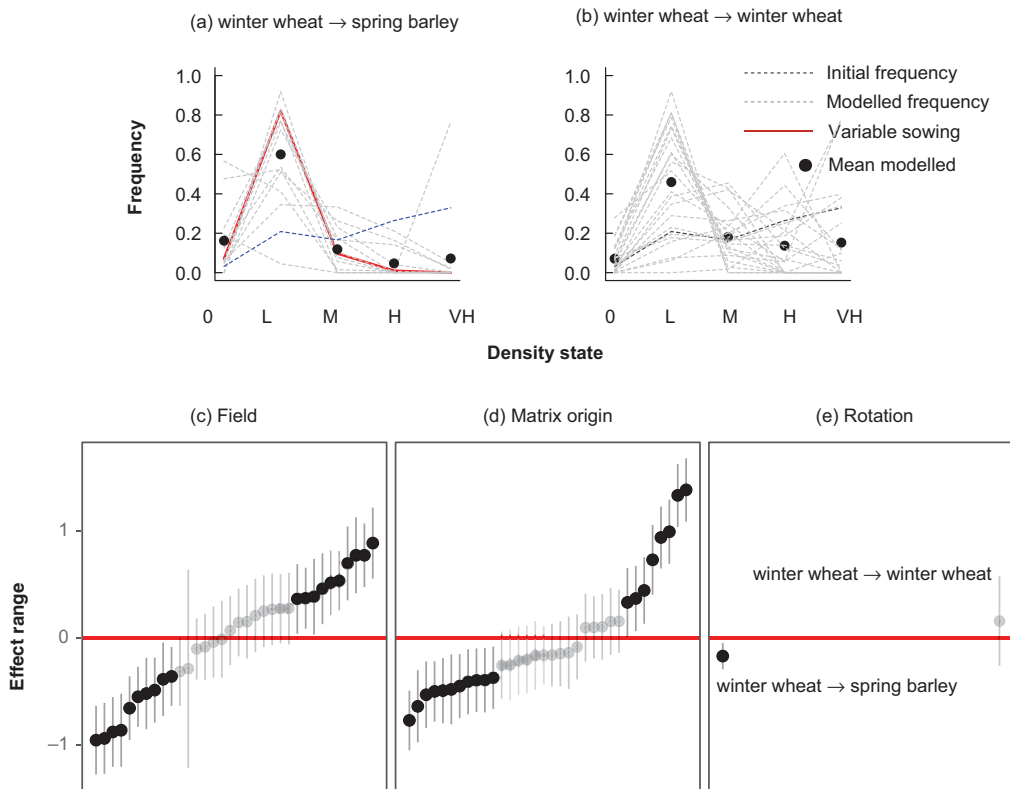 (a) winter wheat → spring barley
(b) winter wheat → winter wheat
1.0
0.8
0.6
0.4
0.2
0.0
Frequency
0 L M H VH
1.0
0.8
0.6
0.4
0.2
0.0
0 L M H VH
Initial frequency
Modelled frequency
Variable sowing
Mean modelled
Density state
(c) Field
(d) Matrix origin
(e) Rotation
Effect range
1
0
−1
winter wheat → winter wheat
winter wheat → spring barley